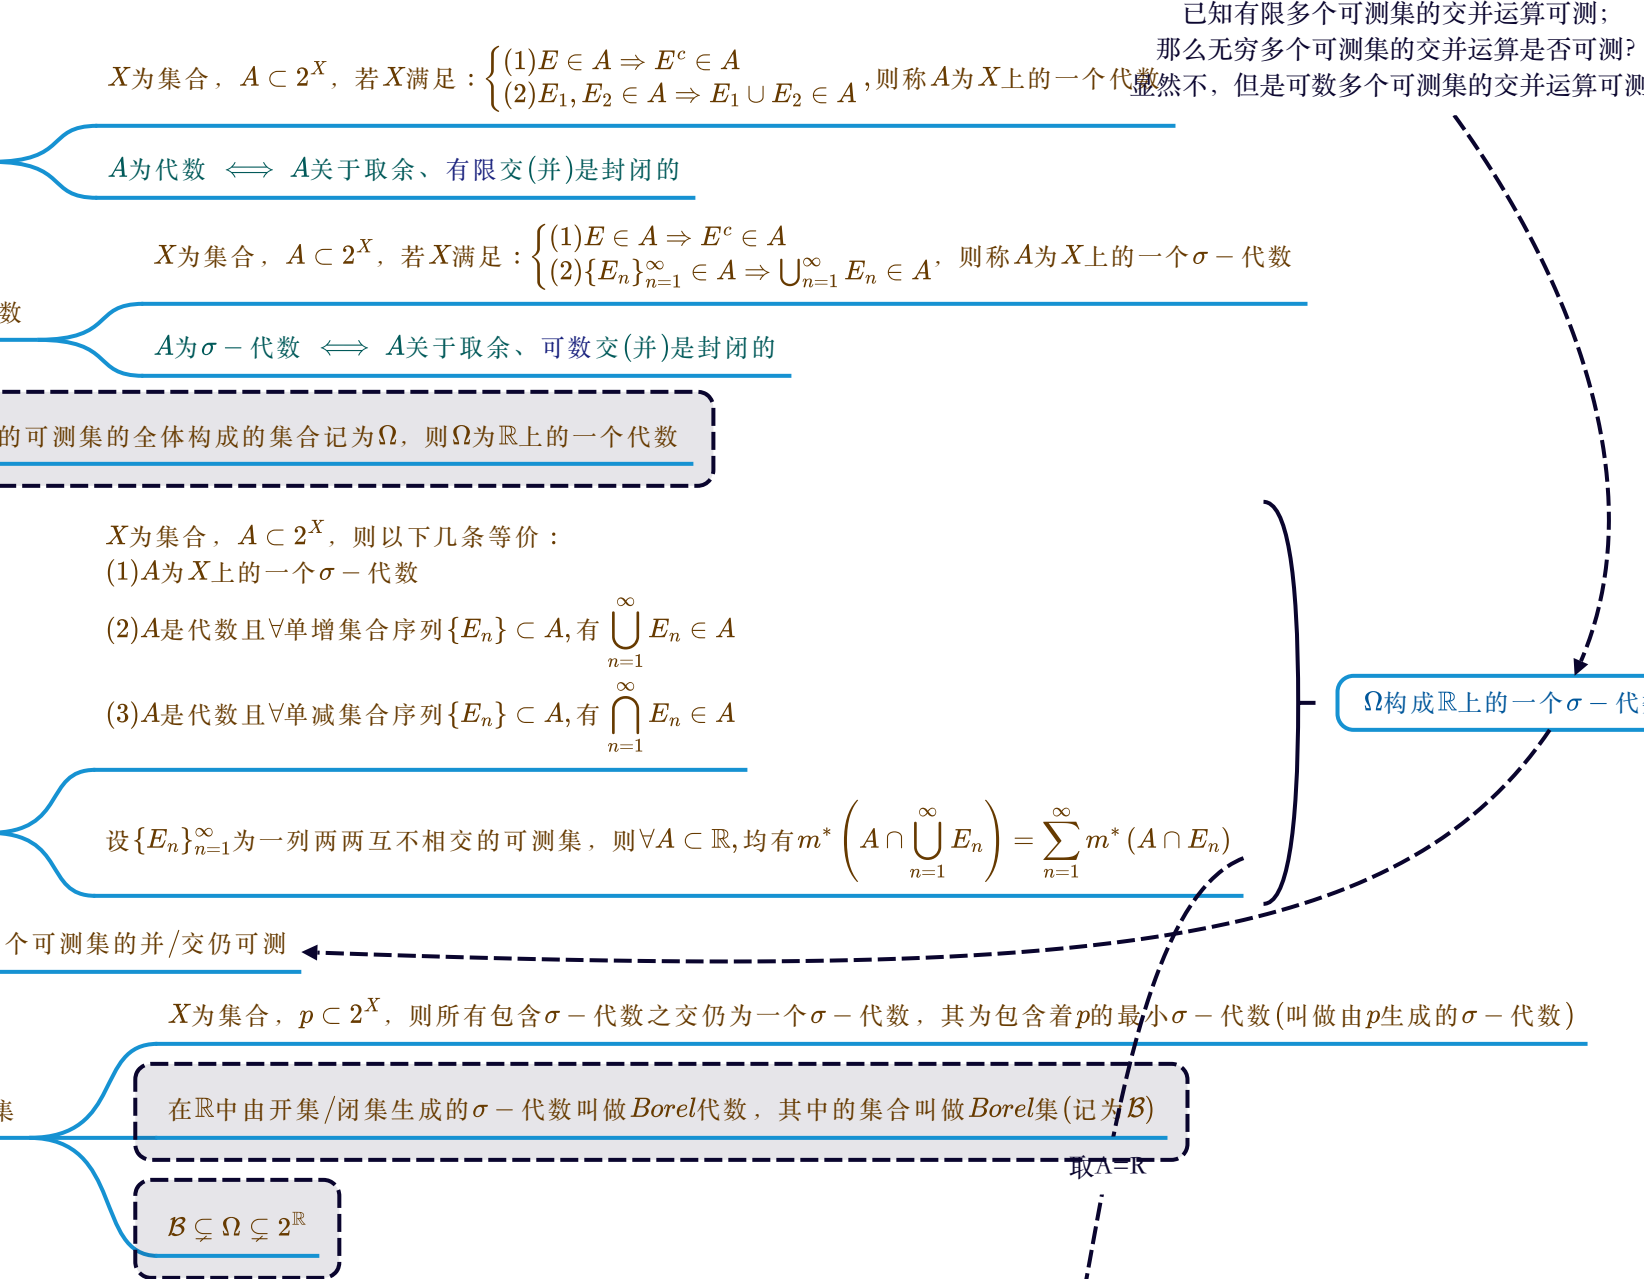 已知有限多个可测集的交并运算可测;
那么无穷多个可测集的交并运算是否可测?
显然不，但是可数多个可测集的交并运算可测
X为集合，A ⊂ 2^X，若X满足：{(1)E ∈ A ⇒ E^c ∈ A
(2)E_1, E_2 ∈ A ⇒ E_1 ∪ E_2 ∈ A ,则称A为X上的一个代数
A为代数 ⟺ A关于取余、有限交(并)是封闭的
X为集合，A ⊂ 2^X，若X满足：{(1)E ∈ A ⇒ E^c ∈ A
(2){E_n}_{n=1}^∞ ∈ A ⇒ ⋃_{n=1}^∞ E_n ∈ A，则称A为X上的一个σ − 代数
数
A为σ − 代数 ⟺ A关于取余、可数交(并)是封闭的
的可测集的全体构成的集合记为Ω，则Ω为ℝ上的一个代数
X为集合，A ⊂ 2^X，则以下几条等价：
(1)A为X上的一个σ − 代数
(2)A是代数且∀单增集合序列{E_n} ⊂ A,有 ⋃_{n=1}^∞ E_n ∈ A
(3)A是代数且∀单减集合序列{E_n} ⊂ A,有 ⋂_{n=1}^∞ E_n ∈ A
Ω构成ℝ上的一个σ − 代
设{E_n}_{n=1}^∞为一列两两互不相交的可测集，则∀A ⊂ ℝ,均有m^* (A ∩ ⋃_{n=1}^∞ E_n) = ∑_{n=1}^∞ m^* (A ∩ E_n)
个可测集的并/交仍可测
X为集合，p ⊂ 2^X，则所有包含σ − 代数之交仍为一个σ − 代数，其为包含着p的最小σ − 代数(叫做由p生成的σ − 代数)
集
在ℝ中由开集/闭集生成的σ − 代数叫做Borel代数，其中的集合叫做Borel集(记为ℬ)
取A=R
ℬ ⊊ Ω ⊊ 2^ℝ